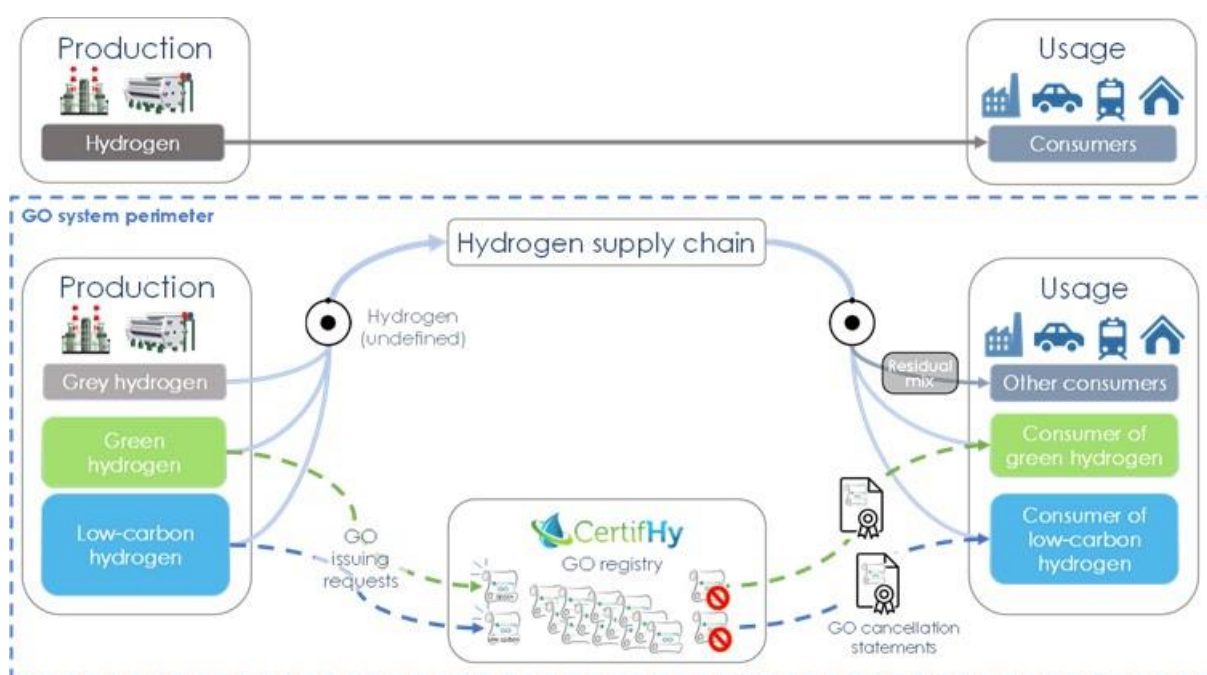 Production
Hydrogen
Usage
Consumers
GO system perimeter
Hydrogen supply chain
Production
Grey hydrogen
Green
hydrogen
Low-carbon
hydrogen
Hydrogen
(undefined)
GO
issuing
requests
CertifHy
GO registry
Residual
mix
Usage
Other consumers
Consumer of
green hydrogen
Consumer of
low-carbon
hydrogen
GO cancellation
statements